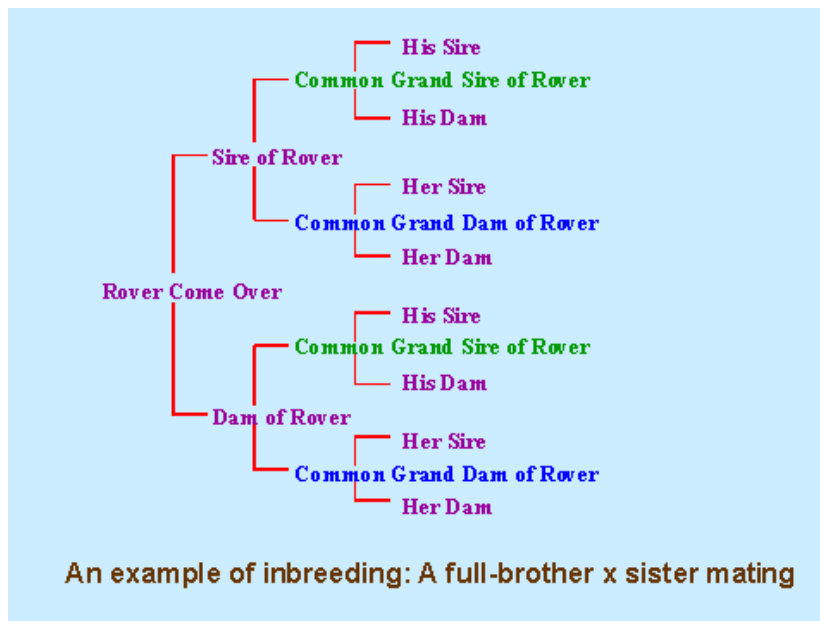 His Sire
Common Grand Sire of Rover
His Dam
Sire of Rover
Her Sire
Common Grand Dam of Rover
Her Dam
Rover Come Over
His Sire
Common Grand Sire of Rover
His Dam
Dam of Rover
Her Sire
Common Grand Dam of Rover
Her Dam
An example of inbreeding: A full-brother x sister mating